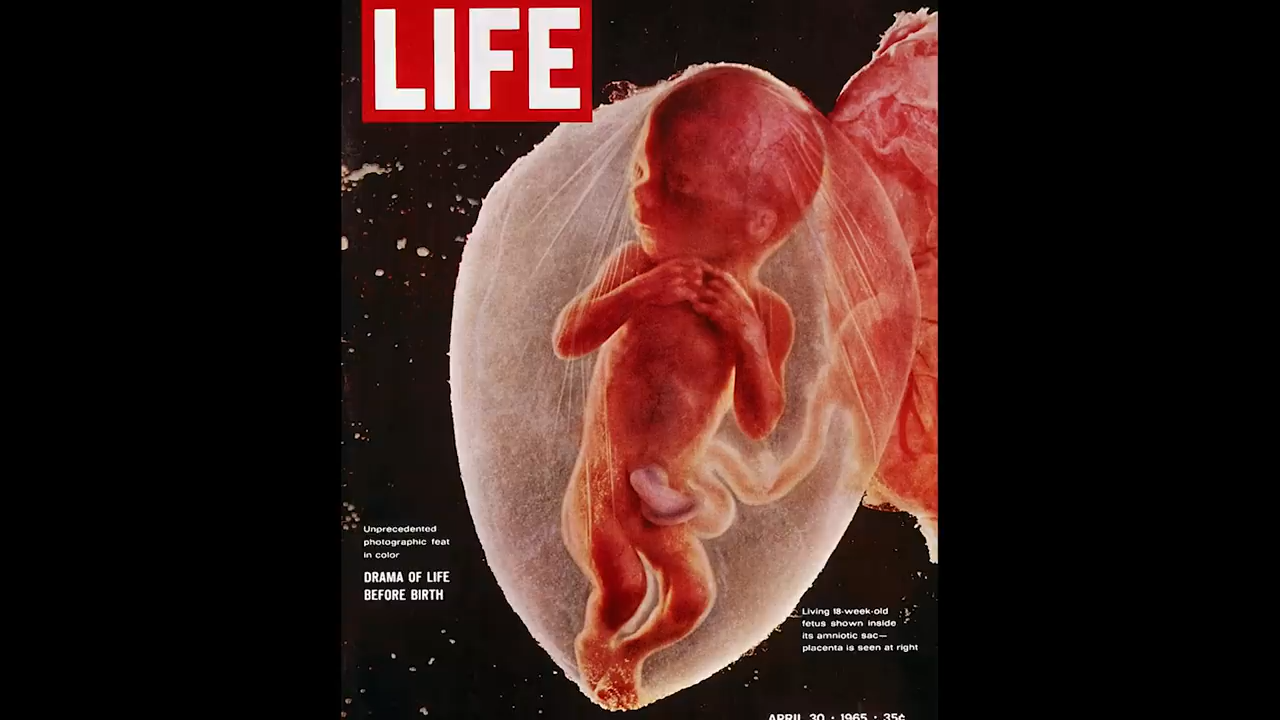 LIFE
Unprecedented
photographic feat
in color
DRAMA OF LIFE
BEFORE BIRTH
Living 18-week-old
fetus shown inside
its amniotic sac—
placenta is seen at right
APRIL 30 · 1965 · 35¢